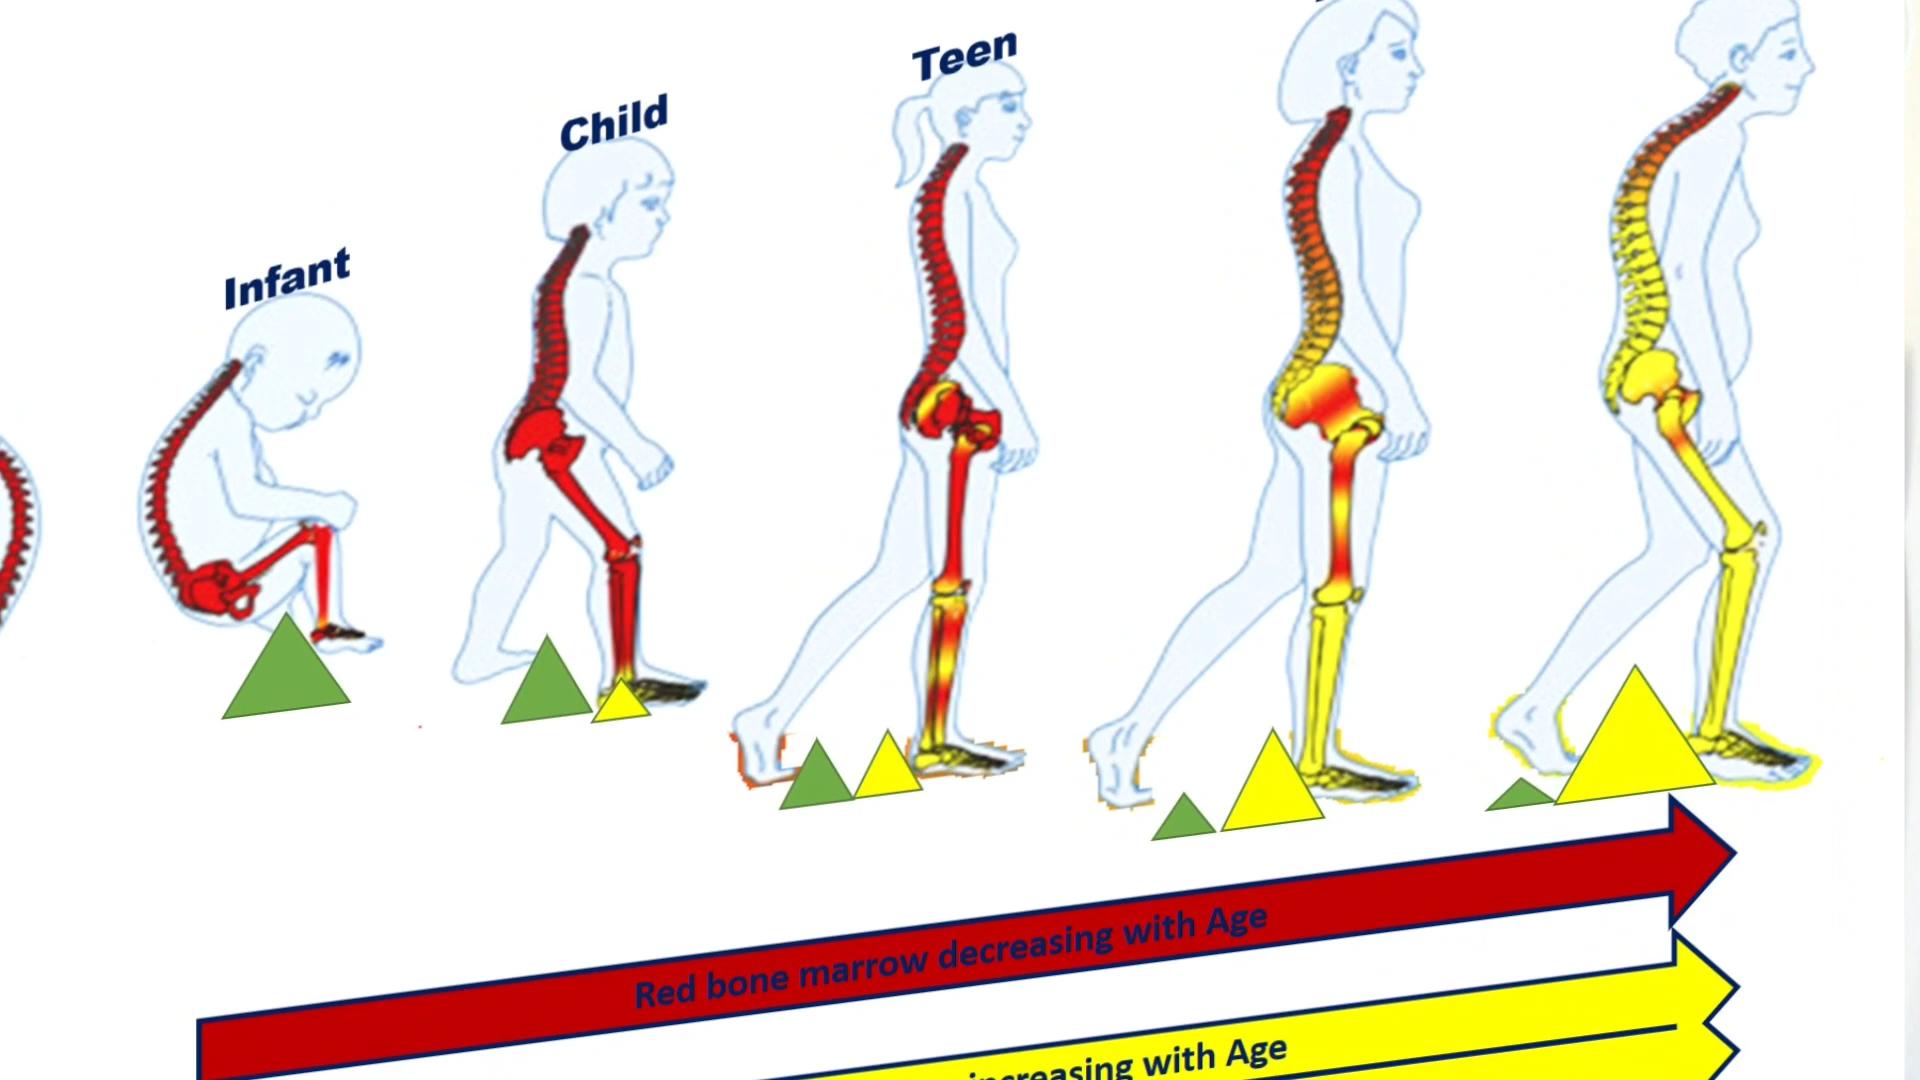 Infant
Child
Teen
Red bone marrow decreasing with Age
increasing with Age